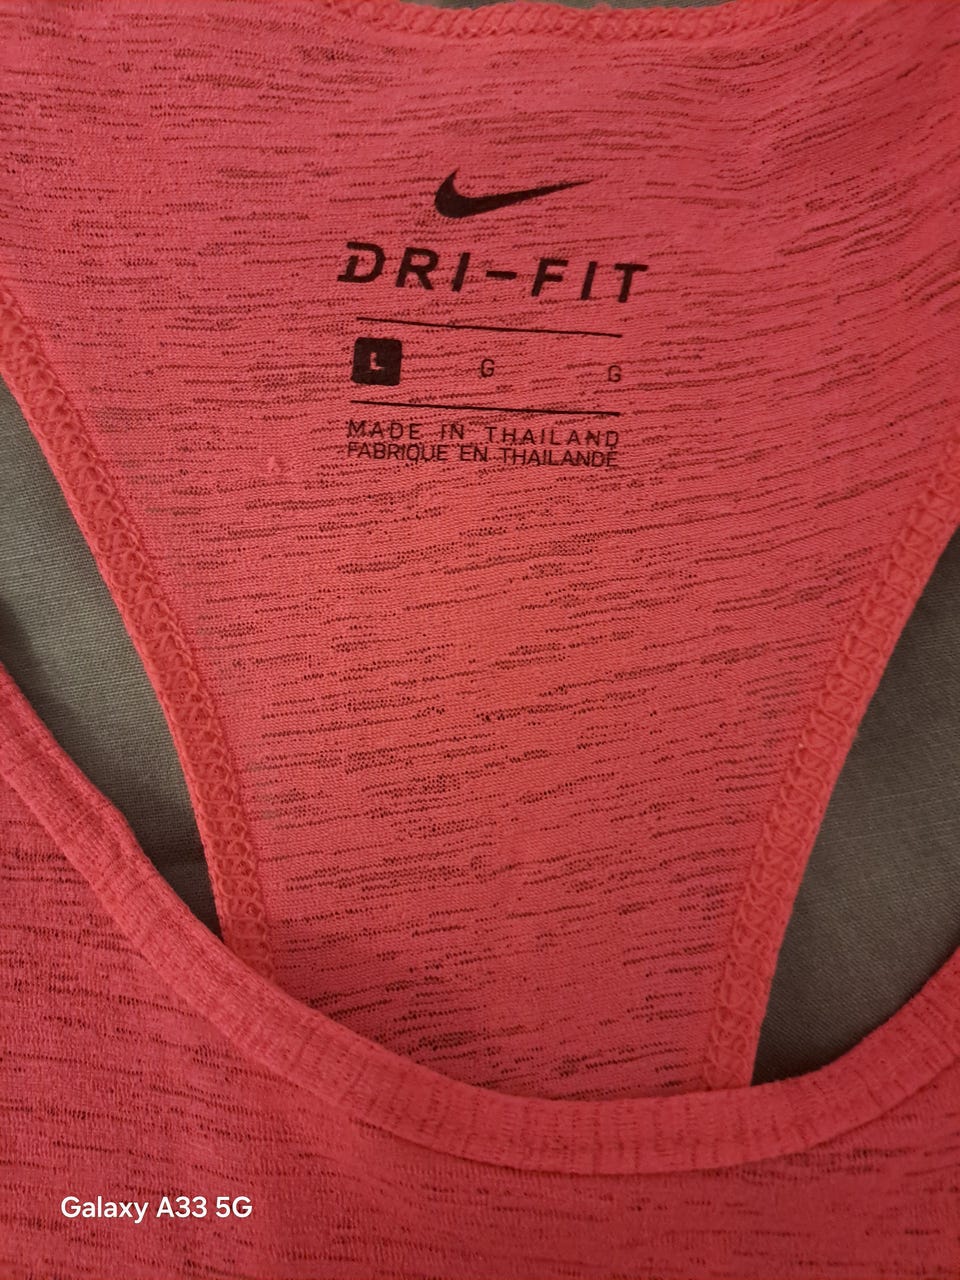 DRI-FIT
L G G
MADE IN THAILAND
FABRIQUE EN THAILANDE
Galaxy A33 5G